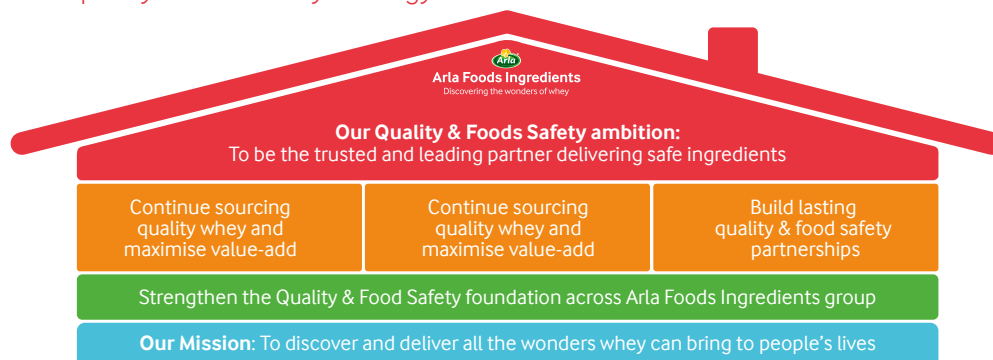 Arla
Arla Foods Ingredients
Discovering the wonders of whey
Our Quality & Foods Safety ambition:
To be the trusted and leading partner delivering safe ingredients
Continue sourcing
quality whey and
maximise value-add
Continue sourcing
quality whey and
maximise value-add
Build lasting
quality & food safety
partnerships
Strengthen the Quality & Food Safety foundation across Arla Foods Ingredients group
Our Mission: To discover and deliver all the wonders whey can bring to people’s lives